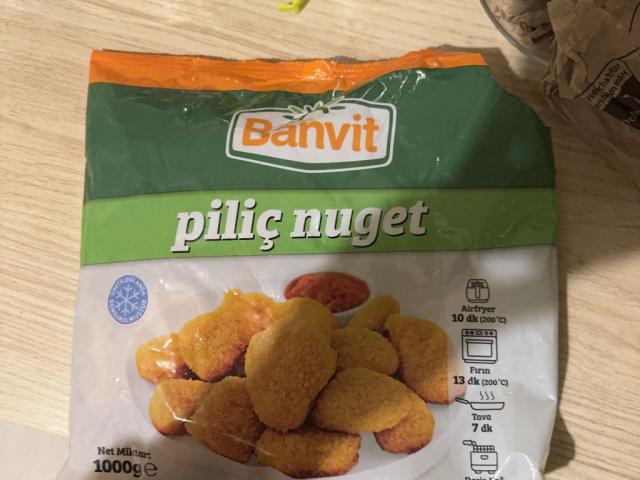 Banvit
piliç nuget
Airfryer
10 dk (200°C)
Fırın
13 dk (200°C)
Tava
7 dk
Net Miktar:
1000g e